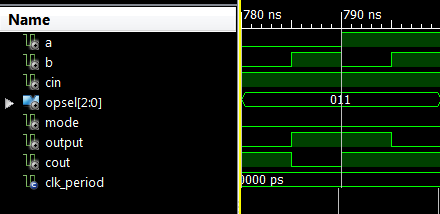 Name
780 ns
790 ns
a
b
cin
opsel[2:0]
011
mode
output
cout
clk_period
0000 ps